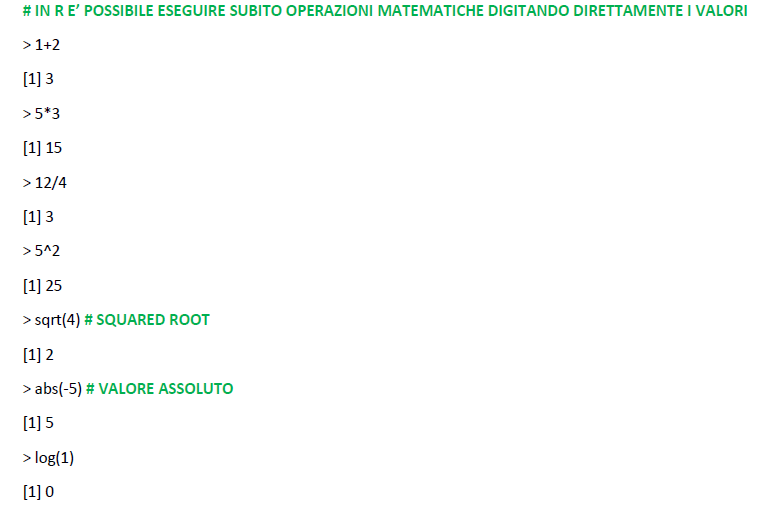 # IN R E’ POSSIBILE ESEGUIRE SUBITO OPERAZIONI MATEMATICHE DIGITANDO DIRETTAMENTE I VALORI
> 1+2
[1] 3
> 5*3
[1] 15
> 12/4
[1] 3
> 5^2
[1] 25
> sqrt(4) # SQUARED ROOT
[1] 2
> abs(-5) # VALORE ASSOLUTO
[1] 5
> log(1)
[1] 0